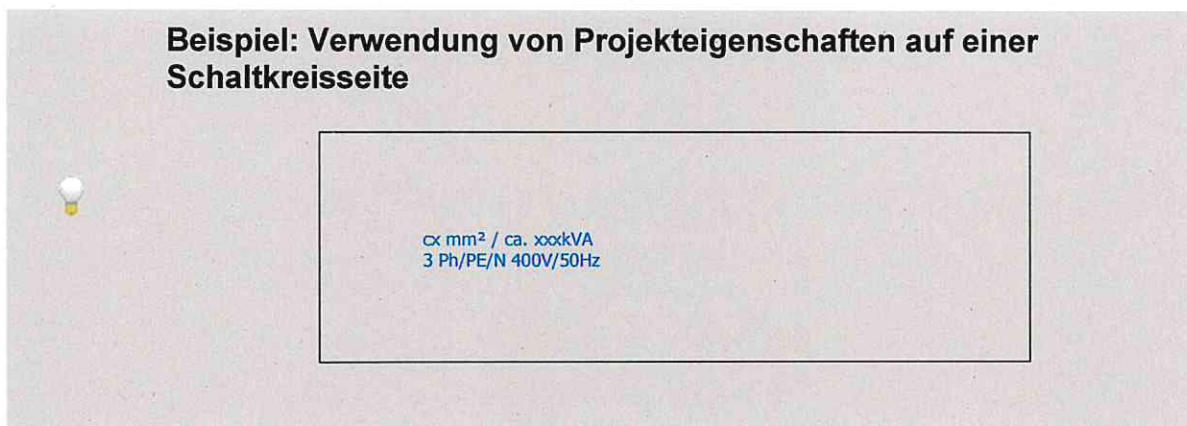 Beispiel: Verwendung von Projekteigenschaften auf einer
Schaltkreisseite
cx mm² / ca. xxxkVA
3 Ph/PE/N 400V/50Hz